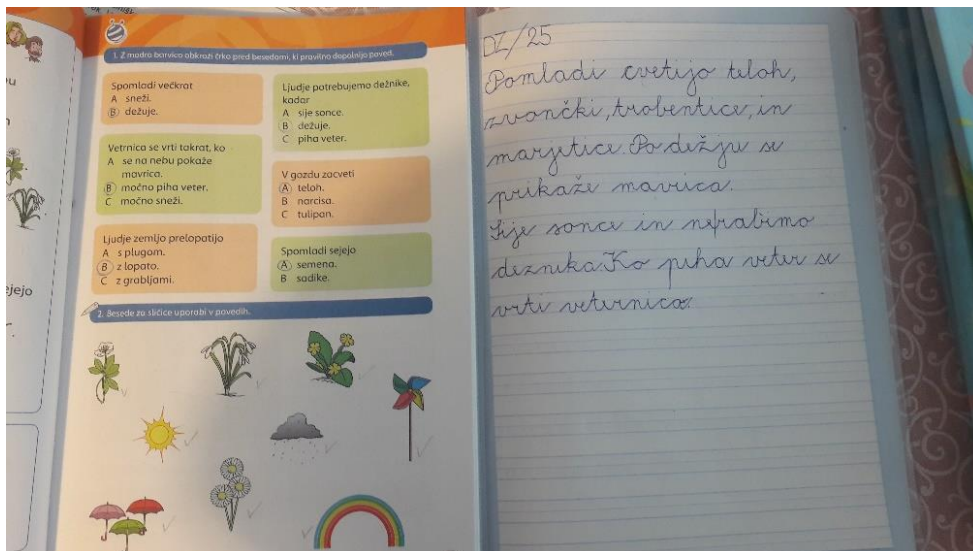 1. Z modro barvico obkroži črko pred besedami, ki pravilno dopolnijo poved.
Spomladi večkrat
A sneži.
B dežuje.
Vetrnica se vrti takrat, ko
A se na nebu pokaže
mavrica.
B močno piha veter.
C močno sneži.
Ljudje zemljo prelopatijo
A s plugom.
B z lopato.
C z grabljami.
Ljudje potrebujemo dežnike,
kadar
A sije sonce.
B dežuje.
C piha veter.
V gozdu zacveti
A teloh.
B narcisa.
C tulipan.
Spomladi sejejo
A semena.
B sadike.
2. Besede za sličice uporabi v povedih.
ejejo
DZ/25
Pomladi cvetijo teloh,
zvončki, trobentice, in
marjetice. Po dežju se
prikaže mavrica.
Sije sonce in ne rabimo
deznika. Ko piha veter se
vrti veternica.